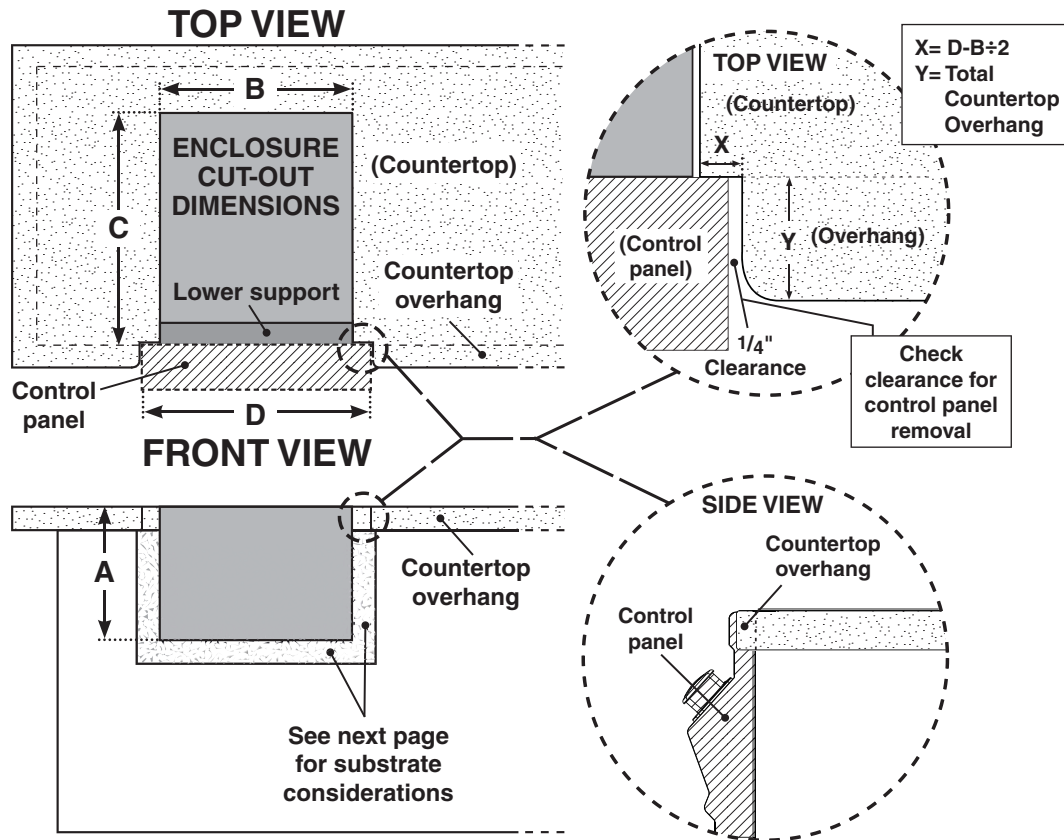 TOP VIEW
B
ENCLOSURE
CUT-OUT
DIMENSIONS
(Countertop)
C
Lower support
Countertop
overhang
Control
panel
D
TOP VIEW
(Countertop)
X
(Control
panel)
Y
(Overhang)
1/4"
Clearance
X= D-B÷2
Y= Total
Countertop
Overhang
Check
clearance for
control panel
removal
FRONT VIEW
A
Countertop
overhang
See next page
for substrate
considerations
SIDE VIEW
Countertop
overhang
Control
panel